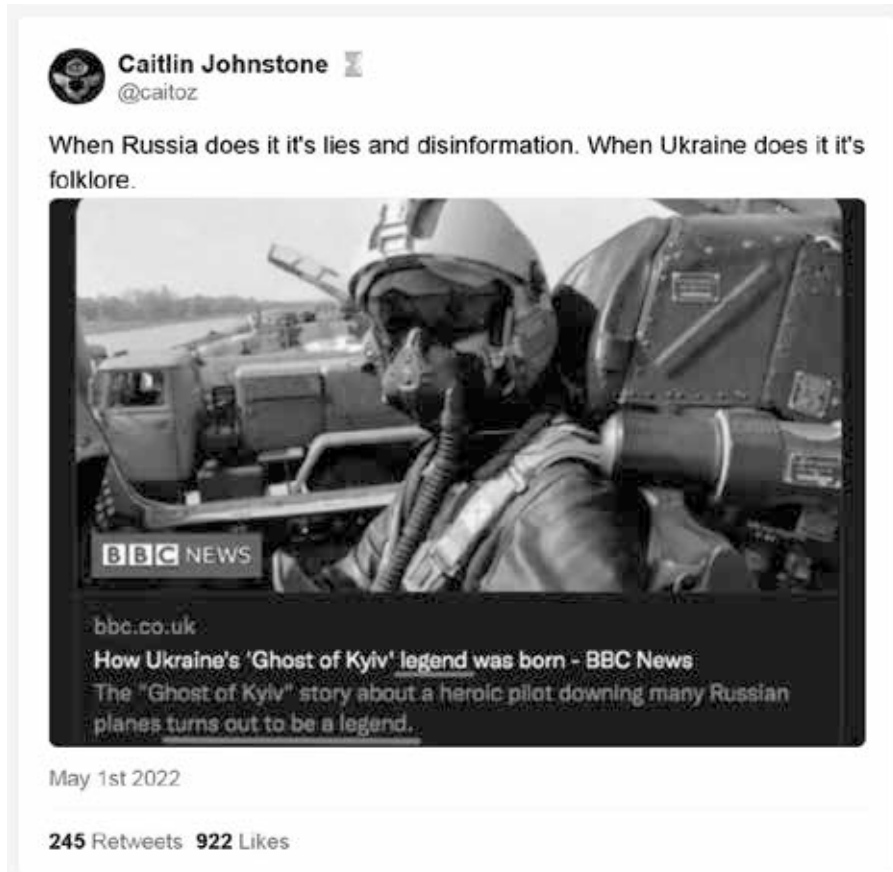 Caitlin Johnstone
@caitoz
When Russia does it it's lies and disinformation. When Ukraine does it it's
folklore.
BBC NEWS
bbc.co.uk
How Ukraine's 'Ghost of Kyiv' legend was born - BBC News
The "Ghost of Kyiv" story about a heroic pilot downing many Russian
planes turns out to be a legend.
May 1st 2022
245 Retweets 922 Likes